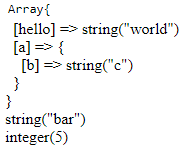 Array{
[hello] => string("world")
[a] => {
[b] => string("c")
}
}
string("bar")
integer(5)